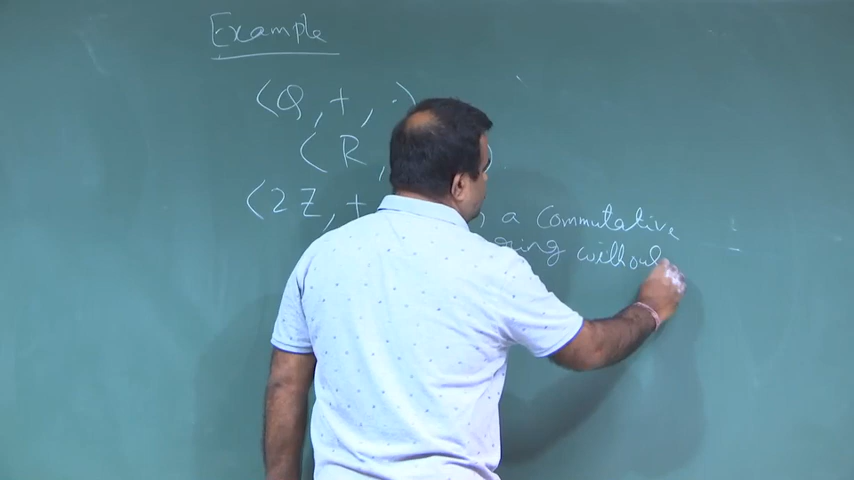 Example
(Q, +, ·)
(R, )
(2Z, + , a Commutative
ring without